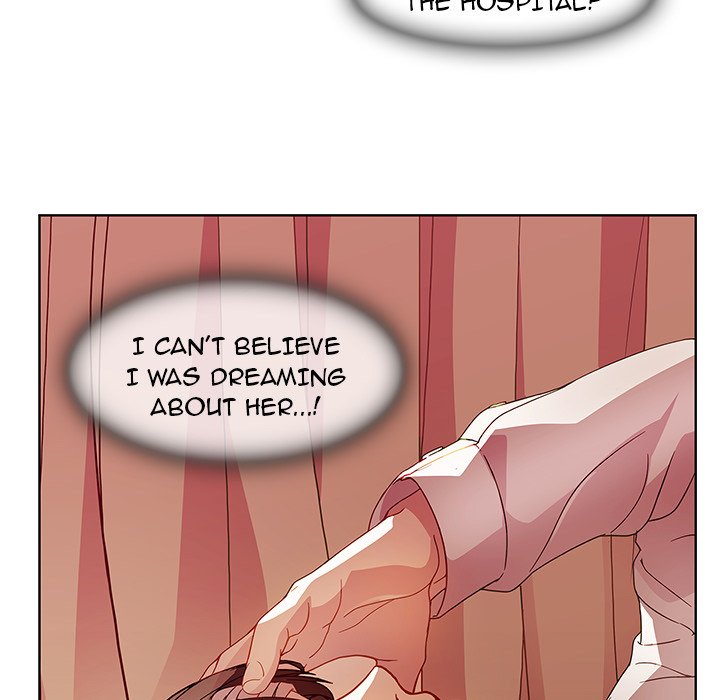 THE HOSPITAL?
I CAN'T BELIEVE
I WAS DREAMING
ABOUT HER...!